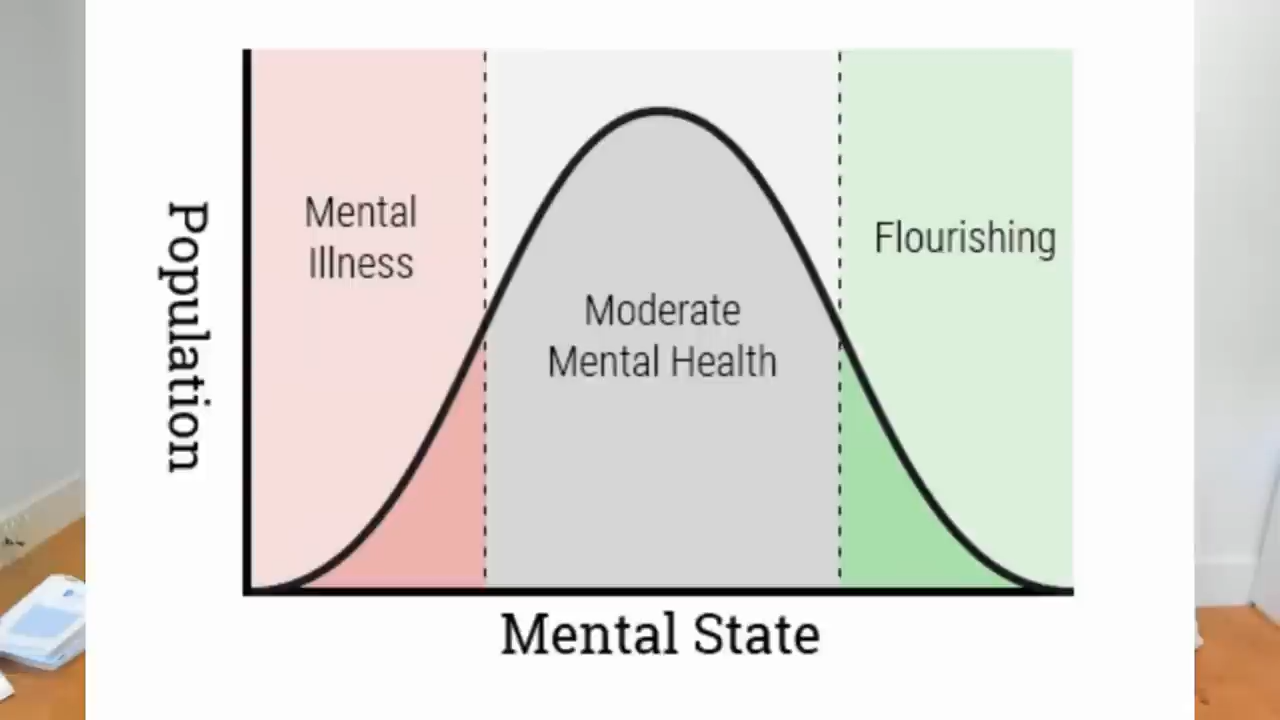 Population
Mental
Illness
Moderate
Mental Health
Flourishing
Mental State